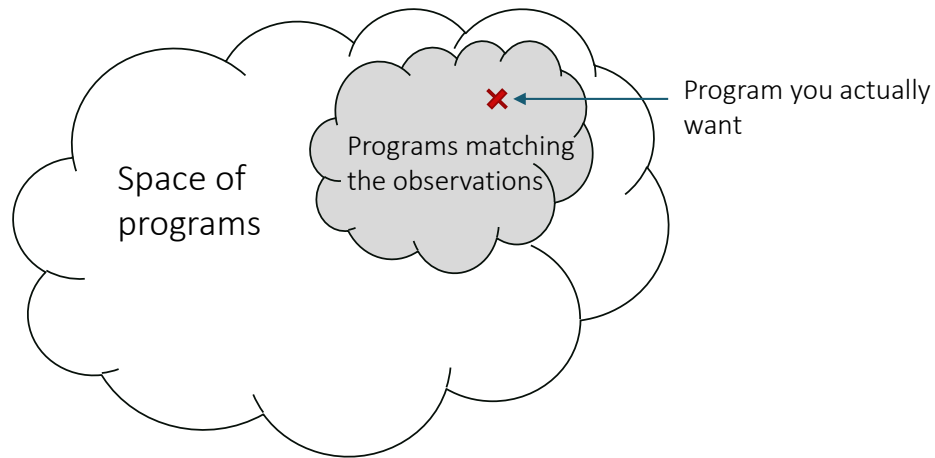 Program you actually
want
Programs matching
the observations
Space of
programs